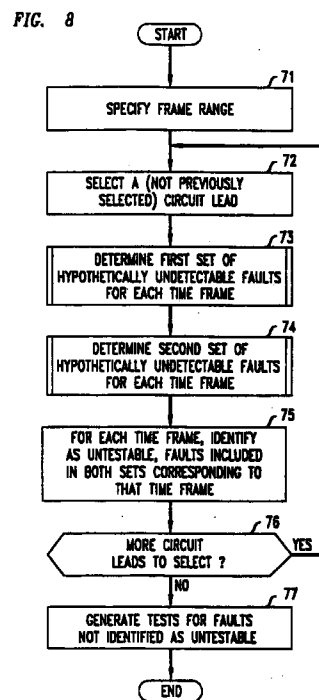 FIG. 8
START
71
SPECIFY FRAME RANGE
72
SELECT A (NOT PREVIOUSLY
SELECTED) CIRCUIT LEAD
73
DETERMINE FIRST SET OF
HYPOTHETICALLY UNDETECTABLE FAULTS
FOR EACH TIME FRAME
74
DETERMINE SECOND SET OF
HYPOTHETICALLY UNDETECTABLE FAULTS
FOR EACH TIME FRAME
75
FOR EACH TIME FRAME, IDENTIFY
AS UNTESTABLE, FAULTS INCLUDED
IN BOTH SETS CORRESPONDING TO
THAT TIME FRAME
76
MORE CIRCUIT
LEADS TO SELECT ?
YES
NO
77
GENERATE TESTS FOR FAULTS
NOT IDENTIFIED AS UNTESTABLE
END